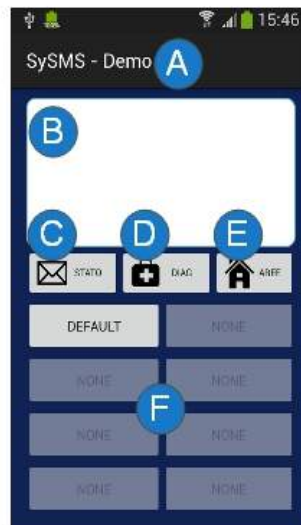 15:46
SySMS - Demo A
B
C D E
STATO DIAG AREE
DEFAULT NONE
NONE NONE
F
NONE NONE
NONE NONE